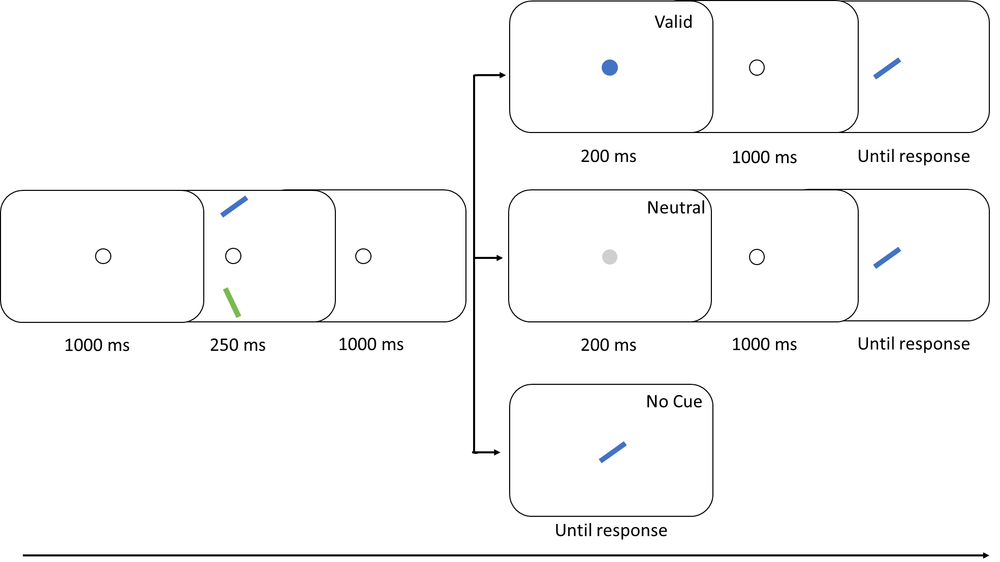 Valid
200 ms
1000 ms
Until response
1000 ms
250 ms
1000 ms
Neutral
200 ms
1000 ms
Until response
No Cue
Until response